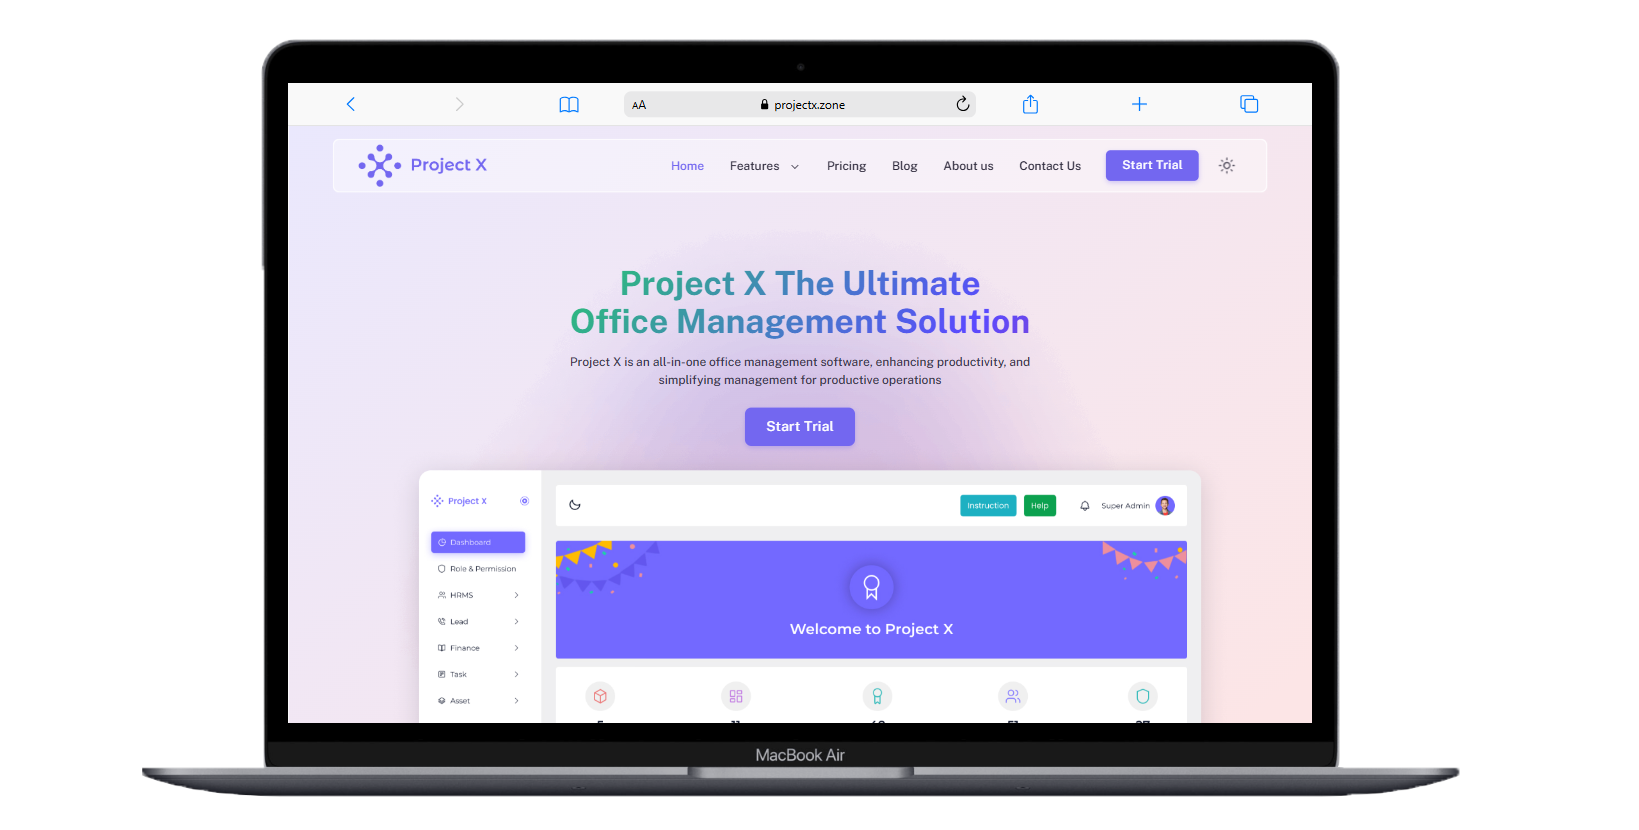 AA projectx.zone
Project X Home Features Pricing Blog About us Contact Us Start Trial
Project X The Ultimate
Office Management Solution
Project X is an all-in-one office management software, enhancing productivity, and
simplifying management for productive operations
Start Trial
Project X
Instruction Help Super Admin
Dashboard
Role & Permission
HRMS
Lead
Finance
Task
Asset
Welcome to Project X
MacBook Air